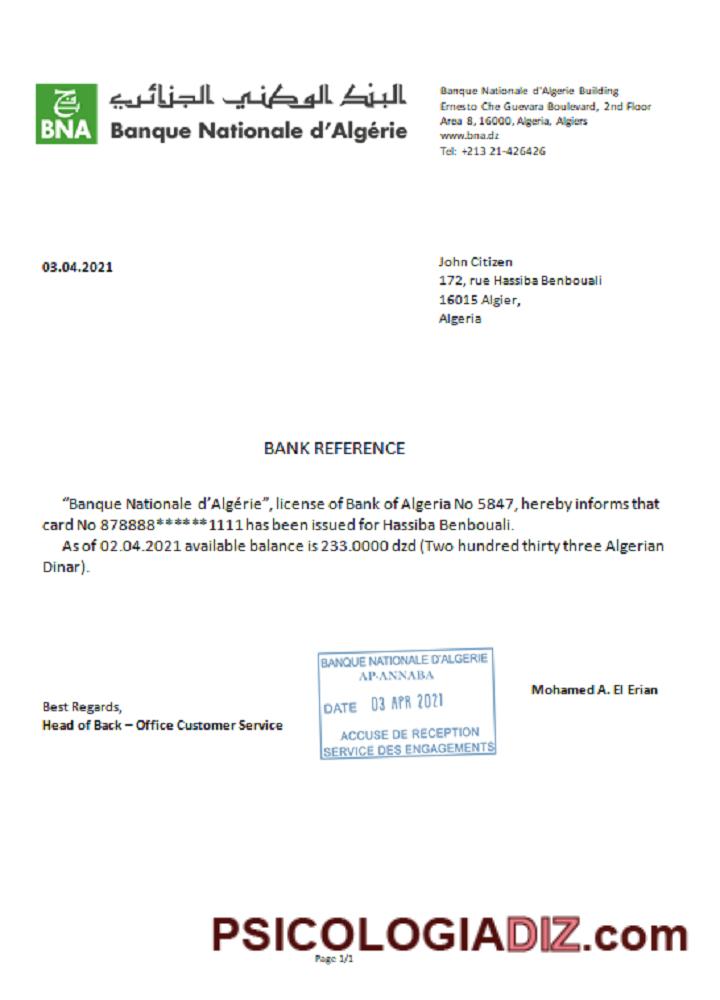 البنك الوطني الجزائري
BNA
Banque Nationale d'Algérie
Banque Nationale d'Algerie Building
Ernesto Che Guevara Boulevard, 2nd Floor
Area 8, 16000, Algeria, Algiers
www.bna.dz
Tel: +213 21-426426
03.04.2021
John Citizen
172, rue Hassiba Benbouali
16015 Algier,
Algeria
BANK REFERENCE
"Banque Nationale d'Algérie", license of Bank of Algeria No 5847, hereby informs that
card No 878888******1111 has been issued for Hassiba Benbouali.
As of 02.04.2021 available balance is 233.0000 dzd (Two hundred thirty three Algerian
Dinar).
BANQUE NATIONALE D'ALGERIE
AP-ANNABA
DATE 03 APR 2021
ACCUSE DE RECEPTION
SERVICE DES ENGAGEMENTS
Mohamed A. El Erian
Best Regards,
Head of Back – Office Customer Service
PSICOLOGIADIZ.com
Page 1/1